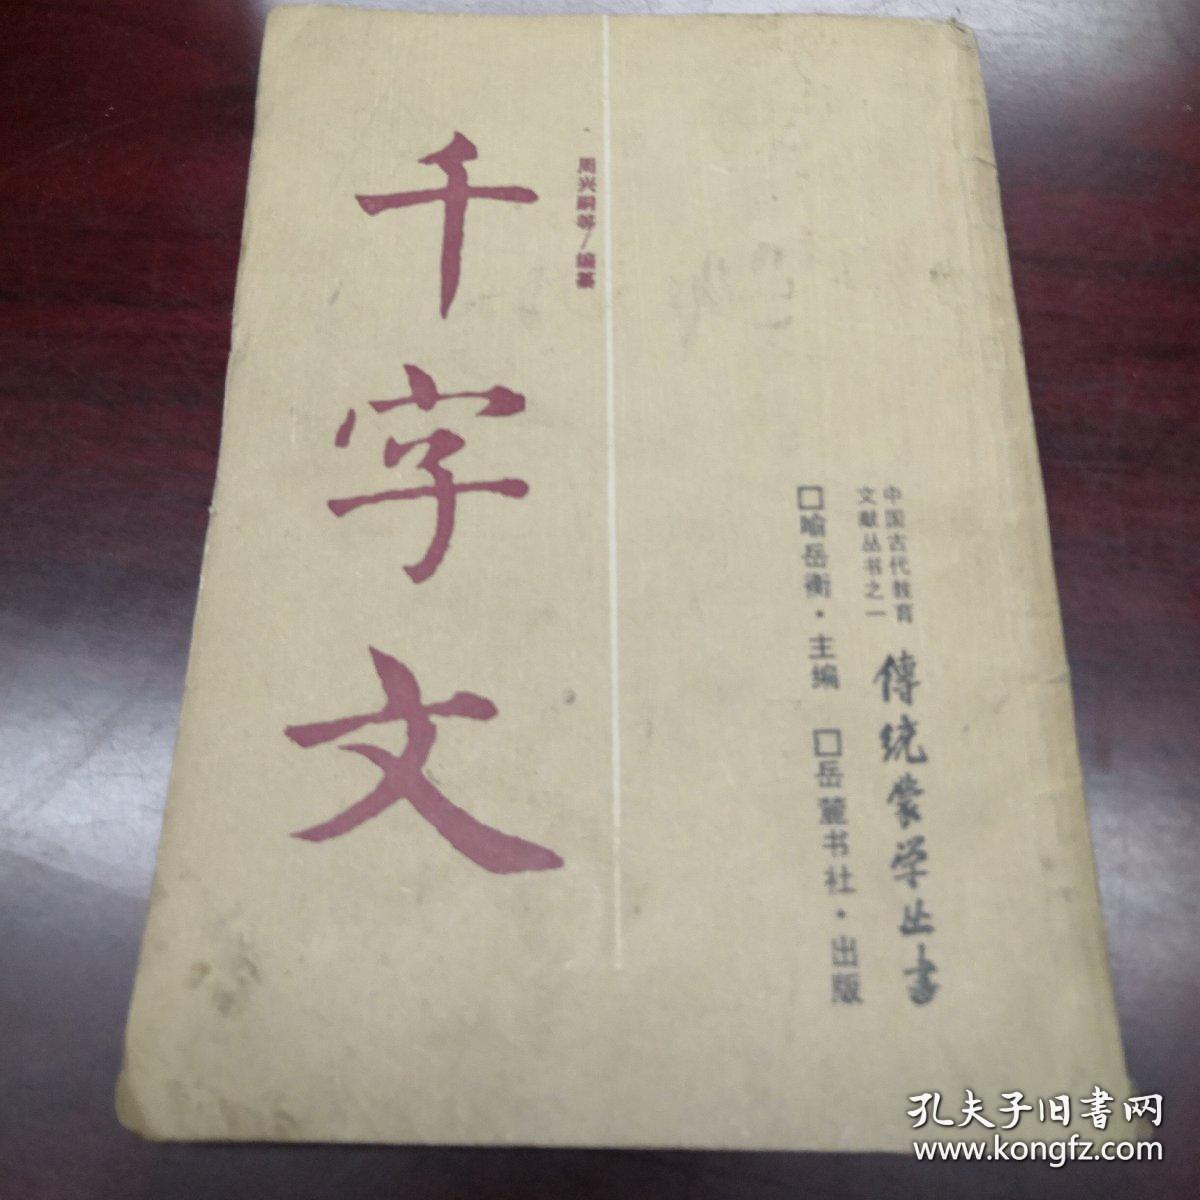 千字文
周兴嗣等/编纂
中国古代教育
文献丛书之一
傳统蒙学丛书
□喻岳衡·主编 □岳麓书社·出版
孔夫子旧书网
www.kongfz.com